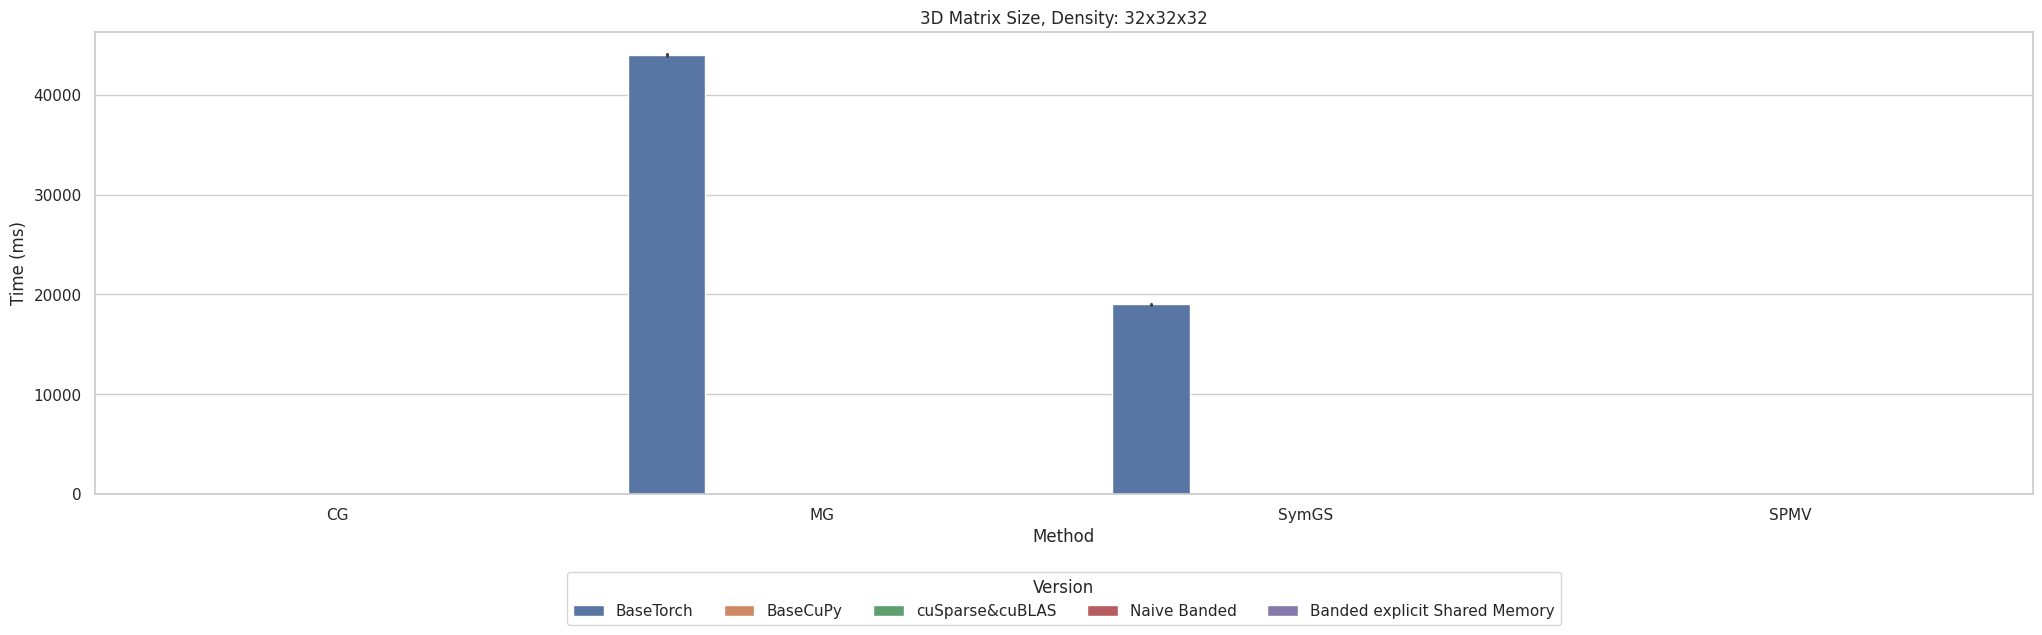 3D Matrix Size, Density: 32x32x32
Time (ms)
40000
30000
20000
10000
0
CG MG SymGS SPMV
Method
Version
BaseTorch BaseCuPy cuSparse&cuBLAS Naive Banded Banded explicit Shared Memory